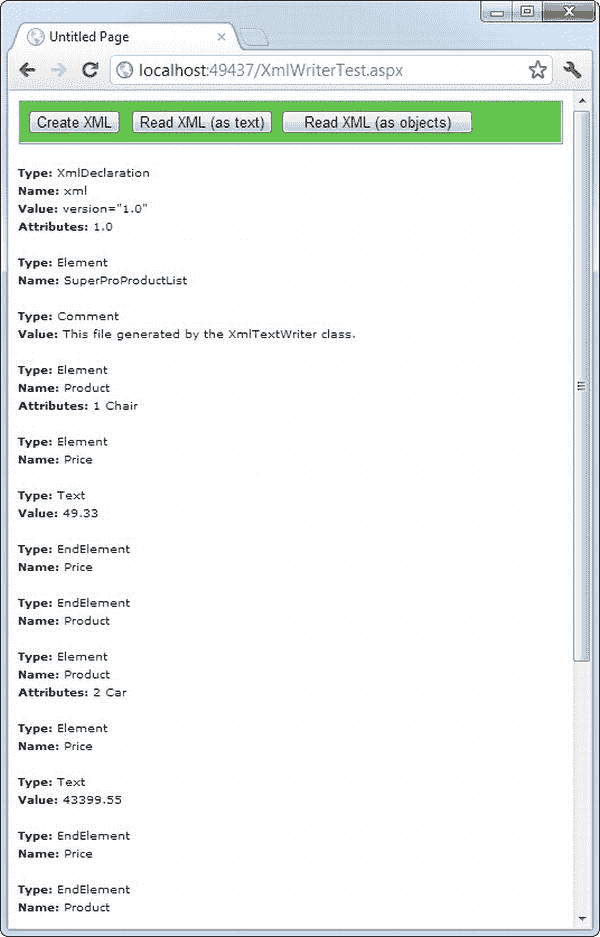 Untitled Page
localhost:49437/XmlWriterTest.aspx
Create XML Read XML (as text) Read XML (as objects)
Type: XmlDeclaration
Name: xml
Value: version="1.0"
Attributes: 1.0
Type: Element
Name: SuperProProductList
Type: Comment
Value: This file generated by the XmlTextWriter class.
Type: Element
Name: Product
Attributes: 1 Chair
Type: Element
Name: Price
Type: Text
Value: 49.33
Type: EndElement
Name: Price
Type: EndElement
Name: Product
Type: Element
Name: Product
Attributes: 2 Car
Type: Element
Name: Price
Type: Text
Value: 43399.55
Type: EndElement
Name: Price
Type: EndElement
Name: Product